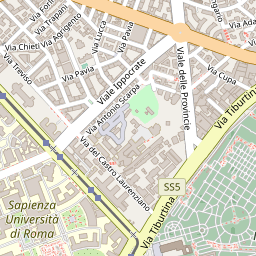 Via Forlì
Via Trapani
Via Chieti
Via Agrigento
Via Lucca
Via Pavia
Via Treviso
Via Pavia
Viale Ippocrate
Via Antonio Scarpa
Viale delle Provincie
Via Cupa
Via Tiburtina
Via del Castro Laurenziano
SS5
Via Tiburtina
Sapienza
Università
di Roma